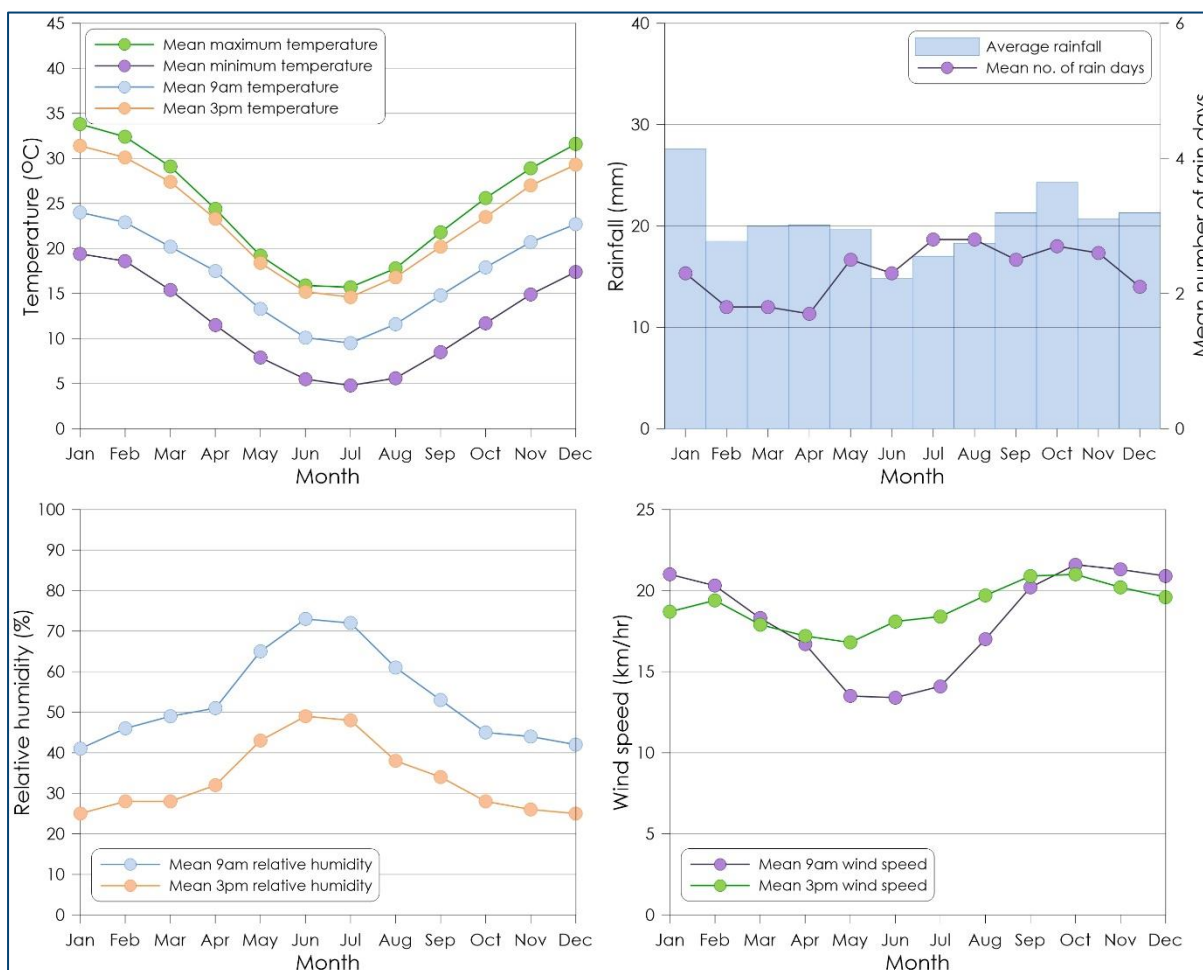 45
40
35
30
25
20
15
10
5
0
Temperature (OC)
Mean maximum temperature
Mean minimum temperature
Mean 9am temperature
Mean 3pm temperature
Jan Feb Mar Apr May Jun Jul Aug Sep Oct Nov Dec
Month
40
30
20
10
0
Rainfall (mm)
Average rainfall
Mean no. of rain days
6
4
2
0
Mean number of rain days
Jan Feb Mar Apr May Jun Jul Aug Sep Oct Nov Dec
Month
100
90
80
70
60
50
40
30
20
10
0
Relative humidity (%)
Mean 9am relative humidity
Mean 3pm relative humidity
Jan Feb Mar Apr May Jun Jul Aug Sep Oct Nov Dec
Month
25
20
15
10
5
0
Wind speed (km/hr)
Mean 9am wind speed
Mean 3pm wind speed
Jan Feb Mar Apr May Jun Jul Aug Sep Oct Nov Dec
Month